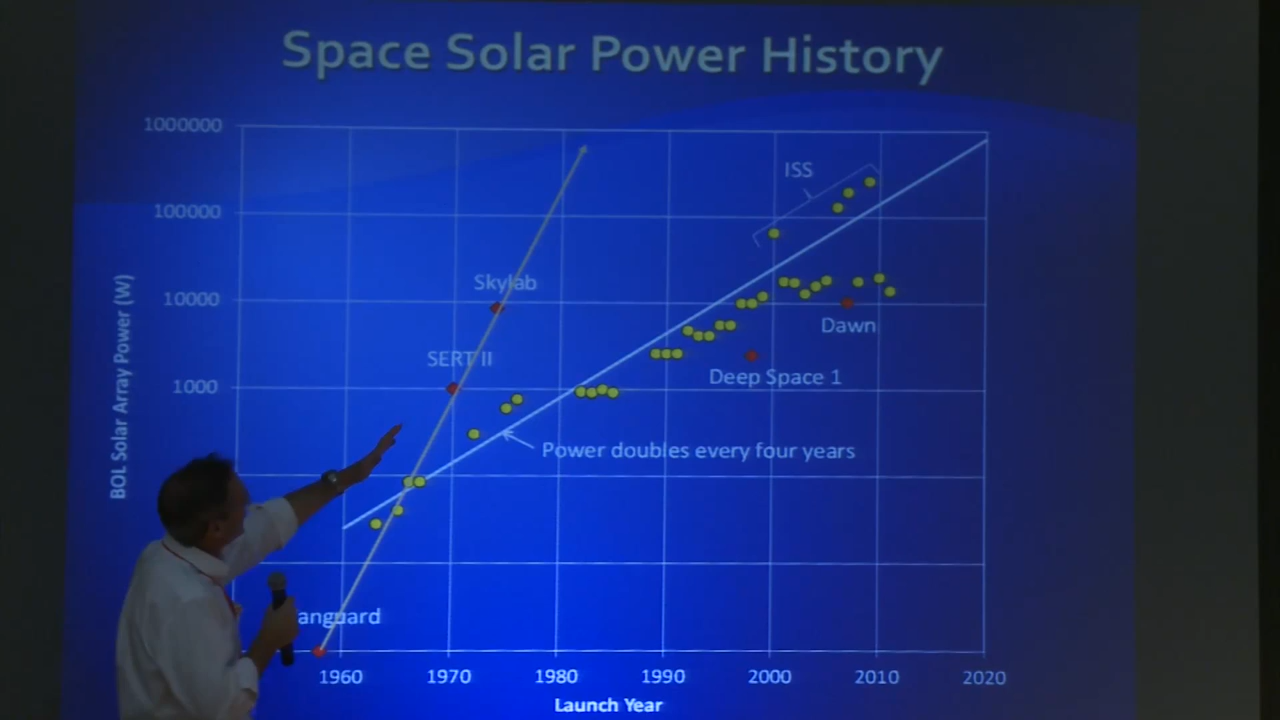 Space Solar Power History
1000000
100000
10000
1000
BOL Solar Array Power (W)
ISS
Skylab
SERT II
Dawn
Deep Space 1
Power doubles every four years
anguard
1960 1970 1980 1990 2000 2010 2020
Launch Year